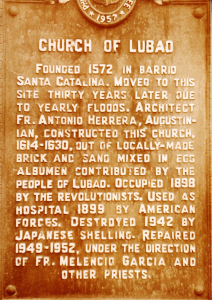 1957
CHURCH OF LUBAO
FOUNDED 1572 IN BARRIO
SANTA CATALINA. MOVED TO THIS
SITE THIRTY YEARS LATER DUE
TO YEARLY FLOODS. ARCHITECT
FR. ANTONIO HERRERA, AUGUSTIN-
IAN, CONSTRUCTED THIS CHURCH,
1614-1630, OUT OF LOCALLY-MADE
BRICK AND SAND MIXED IN EGG
ALBUMEN CONTRIBUTED BY THE
PEOPLE OF LUBAO. OCCUPIED 1898
BY THE REVOLUTIONISTS. USED AS
HOSPITAL 1899 BY AMERICAN
FORCES. DESTROYED 1942 BY
JAPANESE SHELLING. REPAIRED
1949-1952, UNDER THE DIRECTION
OF FR. MELENCIO GARCIA AND
OTHER PRIESTS.